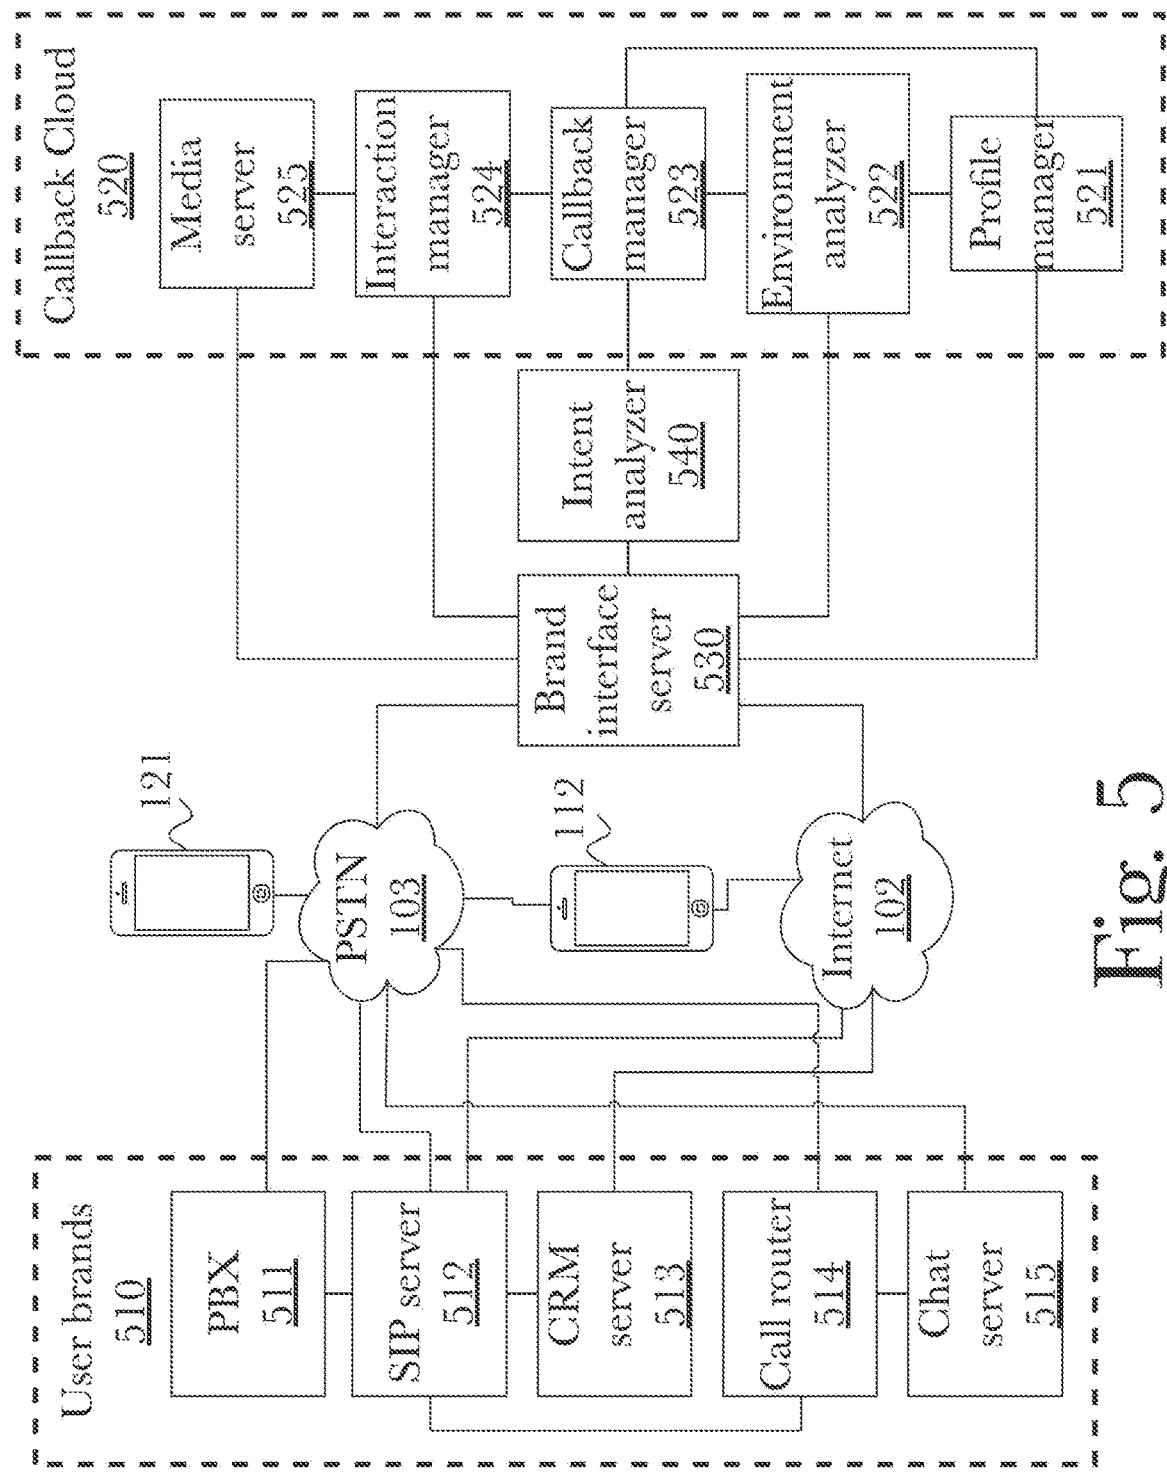 User brands
510
PBX
511
SIP server
512
CRM
server
513
Call router
514
Chat
server
515
121
PSTN
103
112
Internet
102
Brand
interface
server
530
Intent
analyzer
540
Callback Cloud
520
Media
server
525
Interaction
manager
524
Callback
manager
523
Environment
analyzer
522
Profile
manager
521
Fig. 5